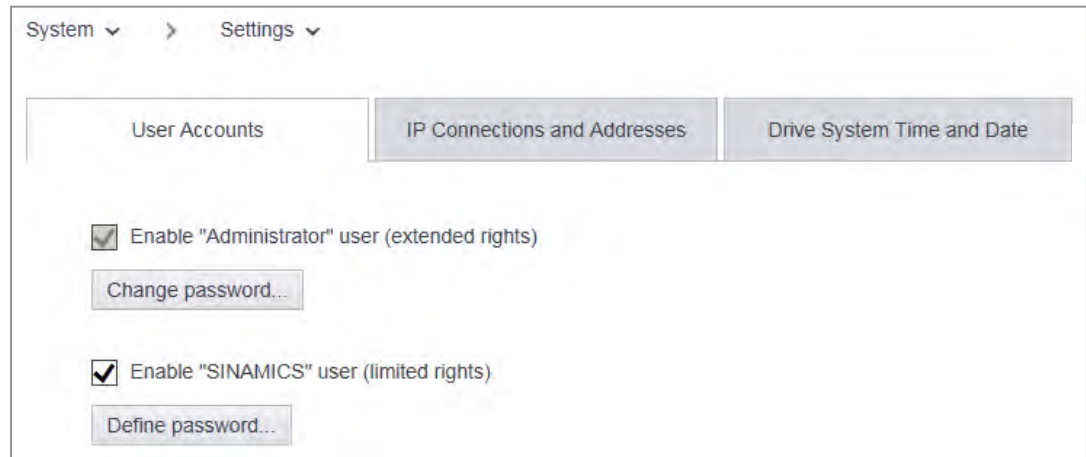 System > Settings
User Accounts IP Connections and Addresses Drive System Time and Date
Enable "Administrator" user (extended rights)
Change password...
Enable "SINAMICS" user (limited rights)
Define password...